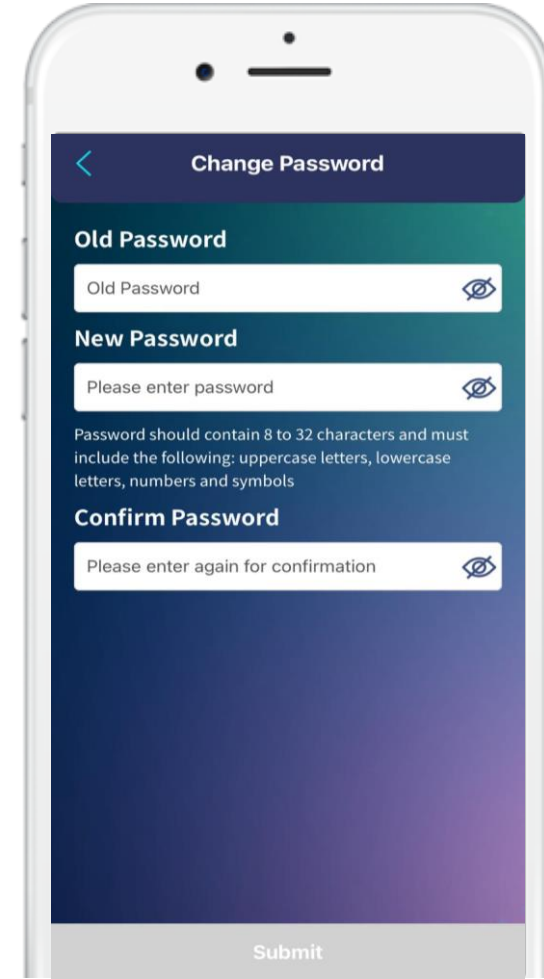 Change Password
Old Password
Old Password
New Password
Please enter password
Password should contain 8 to 32 characters and must
include the following: uppercase letters, lowercase
letters, numbers and symbols
Confirm Password
Please enter again for confirmation
Submit